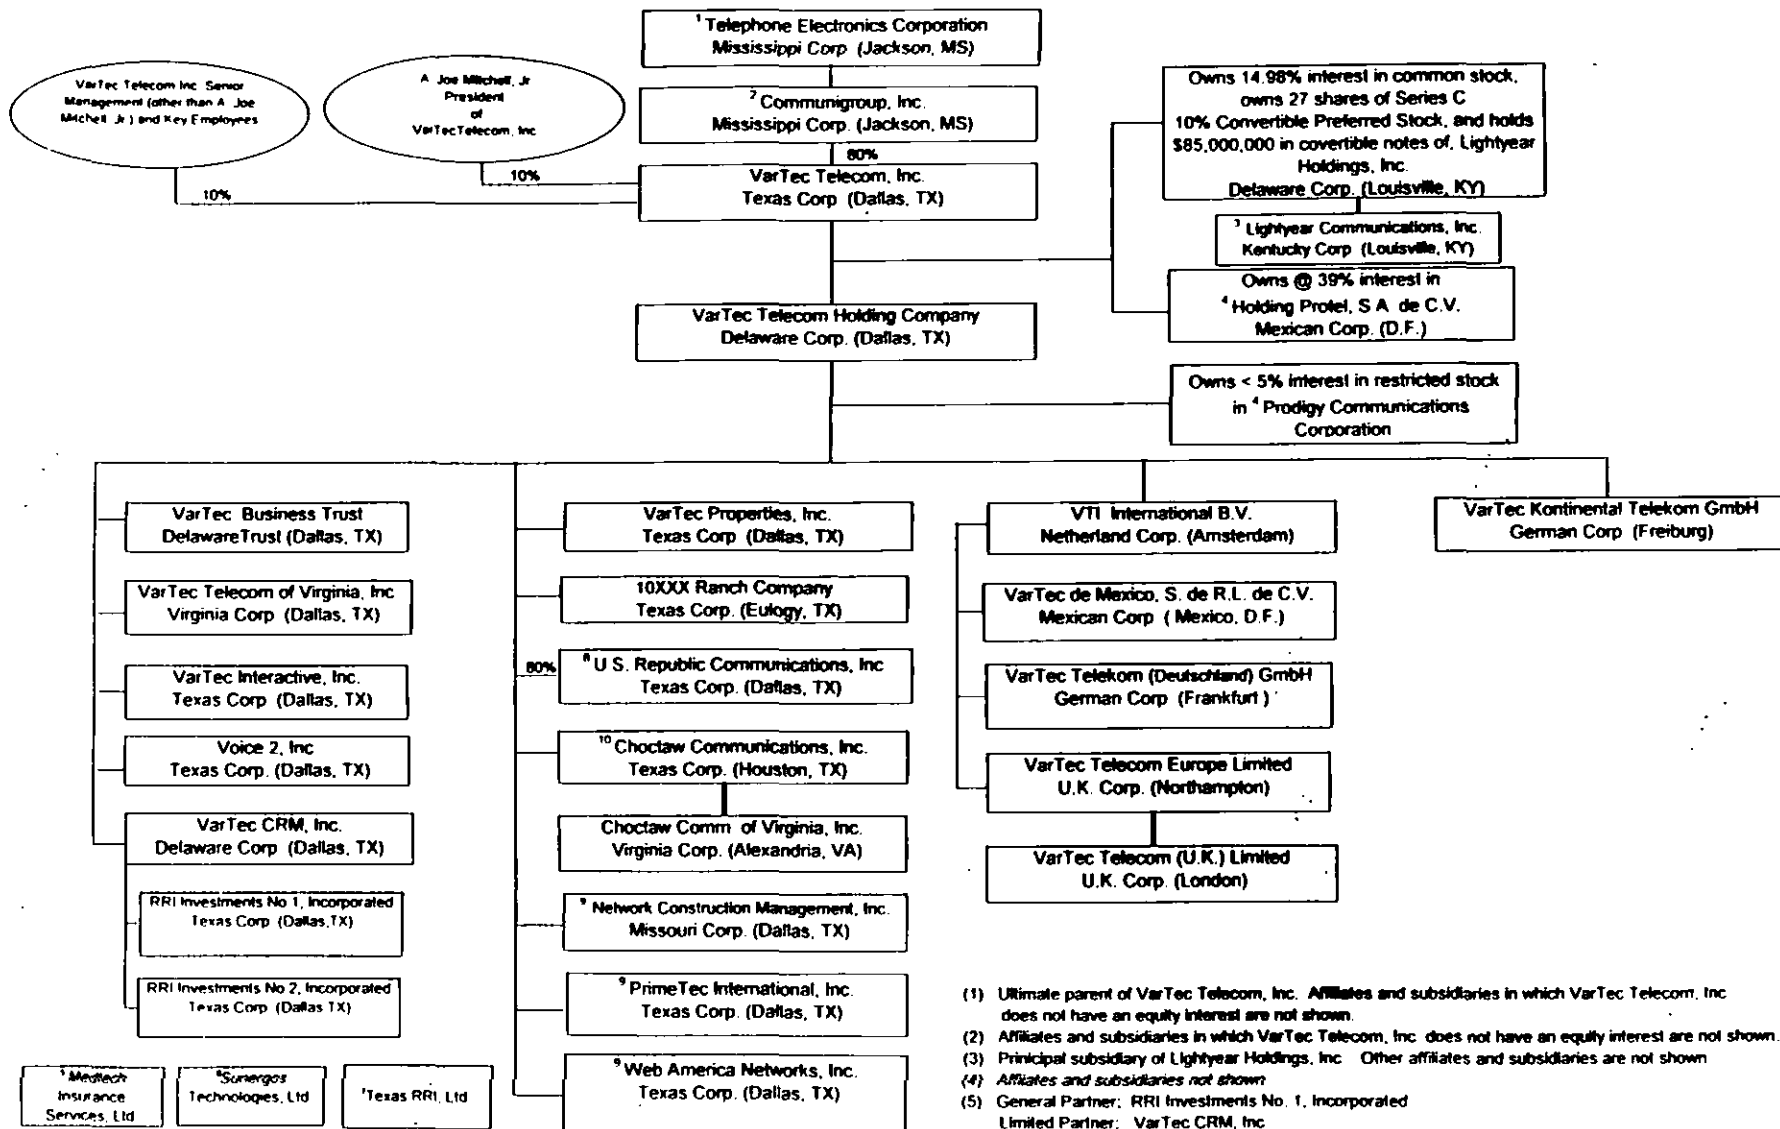 1 Telephone Electronics Corporation
Mississippi Corp (Jackson, MS)
VarTec Telecom Inc. Senior
Management (other than A. Joe
Mitchell, Jr.) and Key Employees
A. Joe Mitchell, Jr
President
of
VarTecTelecom, Inc
2 Communigroup, Inc.
Mississippi Corp. (Jackson, MS)
80%
10%
10%
VarTec Telecom, Inc.
Texas Corp (Dallas, TX)
Owns 14.98% interest in common stock,
owns 27 shares of Series C
10% Convertible Preferred Stock, and holds
$85,000,000 in covertible notes of, Lightyear
Holdings, Inc.
Delaware Corp. (Louisville, KY)
3 Lightyear Communications, Inc.
Kentucky Corp (Louisville, KY)
Owns @ 39% interest in
4 Holding Protel, S A de C.V.
Mexican Corp. (D.F.)
VarTec Telecom Holding Company
Delaware Corp. (Dallas, TX)
Owns < 5% interest in restricted stock
in 4 Prodigy Communications
Corporation
VarTec Business Trust
DelawareTrust (Dallas, TX)
VarTec Telecom of Virginia, Inc
Virginia Corp (Dallas, TX)
VarTec Interactive, Inc.
Texas Corp (Dallas, TX)
Voice 2, Inc
Texas Corp. (Dallas, TX)
VarTec CRM, Inc.
Delaware Corp (Dallas, TX)
RRI Investments No 1, Incorporated
Texas Corp (Dallas,TX)
RRI Investments No 2, Incorporated
Texas Corp (Dallas TX)
VarTec Properties, Inc.
Texas Corp (Dallas, TX)
10XXX Ranch Company
Texas Corp. (Eulogy, TX)
80%
8 U S. Republic Communications, Inc
Texas Corp. (Dallas, TX)
10 Choctaw Communications, Inc.
Texas Corp. (Houston, TX)
Choctaw Comm of Virginia, Inc.
Virginia Corp. (Alexandria, VA)
9 Network Construction Management, Inc.
Missouri Corp. (Dallas, TX)
9 PrimeTec International, Inc.
Texas Corp. (Dallas, TX)
9 Web America Networks, Inc.
Texas Corp. (Dallas, TX)
VTI International B.V.
Netherland Corp. (Amsterdam)
VarTec de Mexico, S. de R.L. de C.V.
Mexican Corp ( Mexico, D.F.)
VarTec Telekom (Deutschland) GmbH
German Corp (Frankfurt )
VarTec Telecom Europe Limited
U.K. Corp. (Northampton)
VarTec Telecom (U.K.) Limited
U.K. Corp. (London)
VarTec Kontinental Telekom GmbH
German Corp (Freiburg)
5 Medtech
Insurance
Services, Ltd
6 Sunergos
Technologies, Ltd
7 Texas RRI, Ltd
(1) Ultimate parent of VarTec Telecom, Inc. Affiliates and subsidiaries in which VarTec Telecom, Inc
does not have an equity interest are not shown.
(2) Affiliates and subsidiaries in which VarTec Telecom, Inc does not have an equity interest are not shown.
(3) Prinicipal subsidiary of Lightyear Holdings, Inc Other affiliates and subsidiaries are not shown
(4) Affiliates and subsidiaries not shown
(5) General Partner: RRI Investments No. 1, Incorporated
Limited Partner: VarTec CRM, Inc